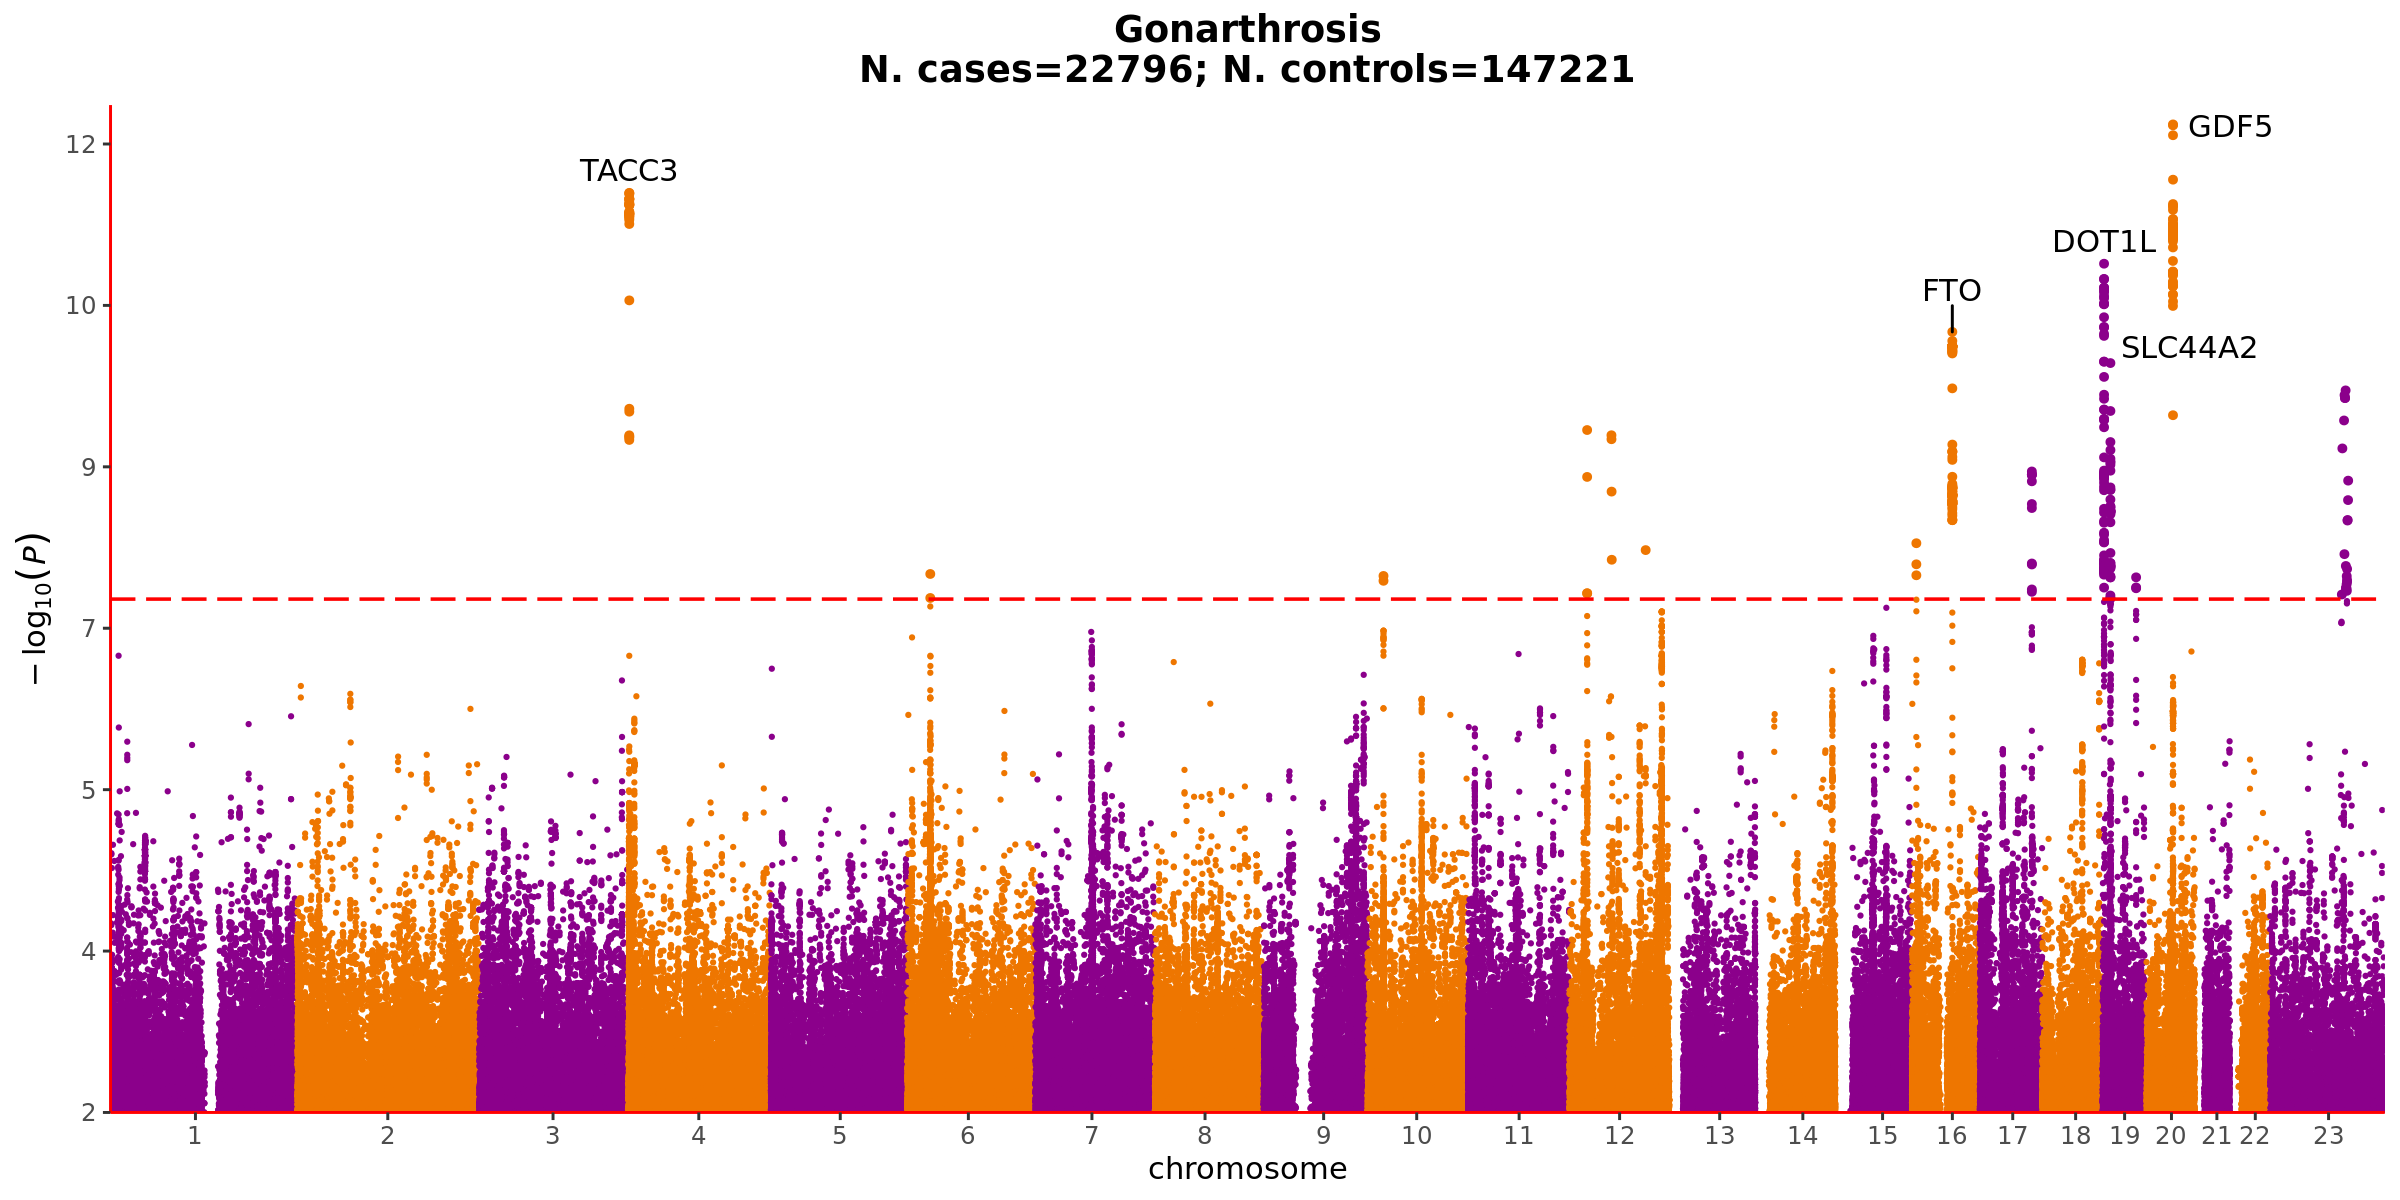 Gonarthrosis
N. cases=22796; N. controls=147221
GDF5
TACC3
DOT1L
FTO
SLC44A2
12
10
9
7
5
4
2
−log10(P)
1 2 3 4 5 6 7 8 9 10 11 12 13 14 15 16 17 18 19 20 21 22 23
chromosome